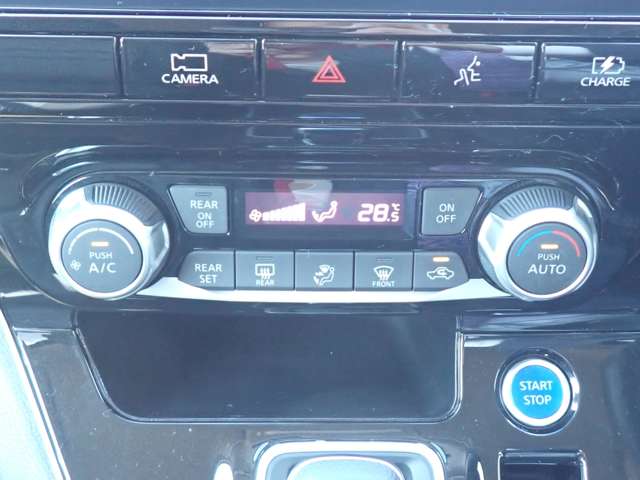 CAMERA
CHARGE
REAR
ON
OFF
28.5°C
ON
OFF
PUSH
A/C
PUSH
AUTO
REAR
SET
REAR
FRONT
START
STOP